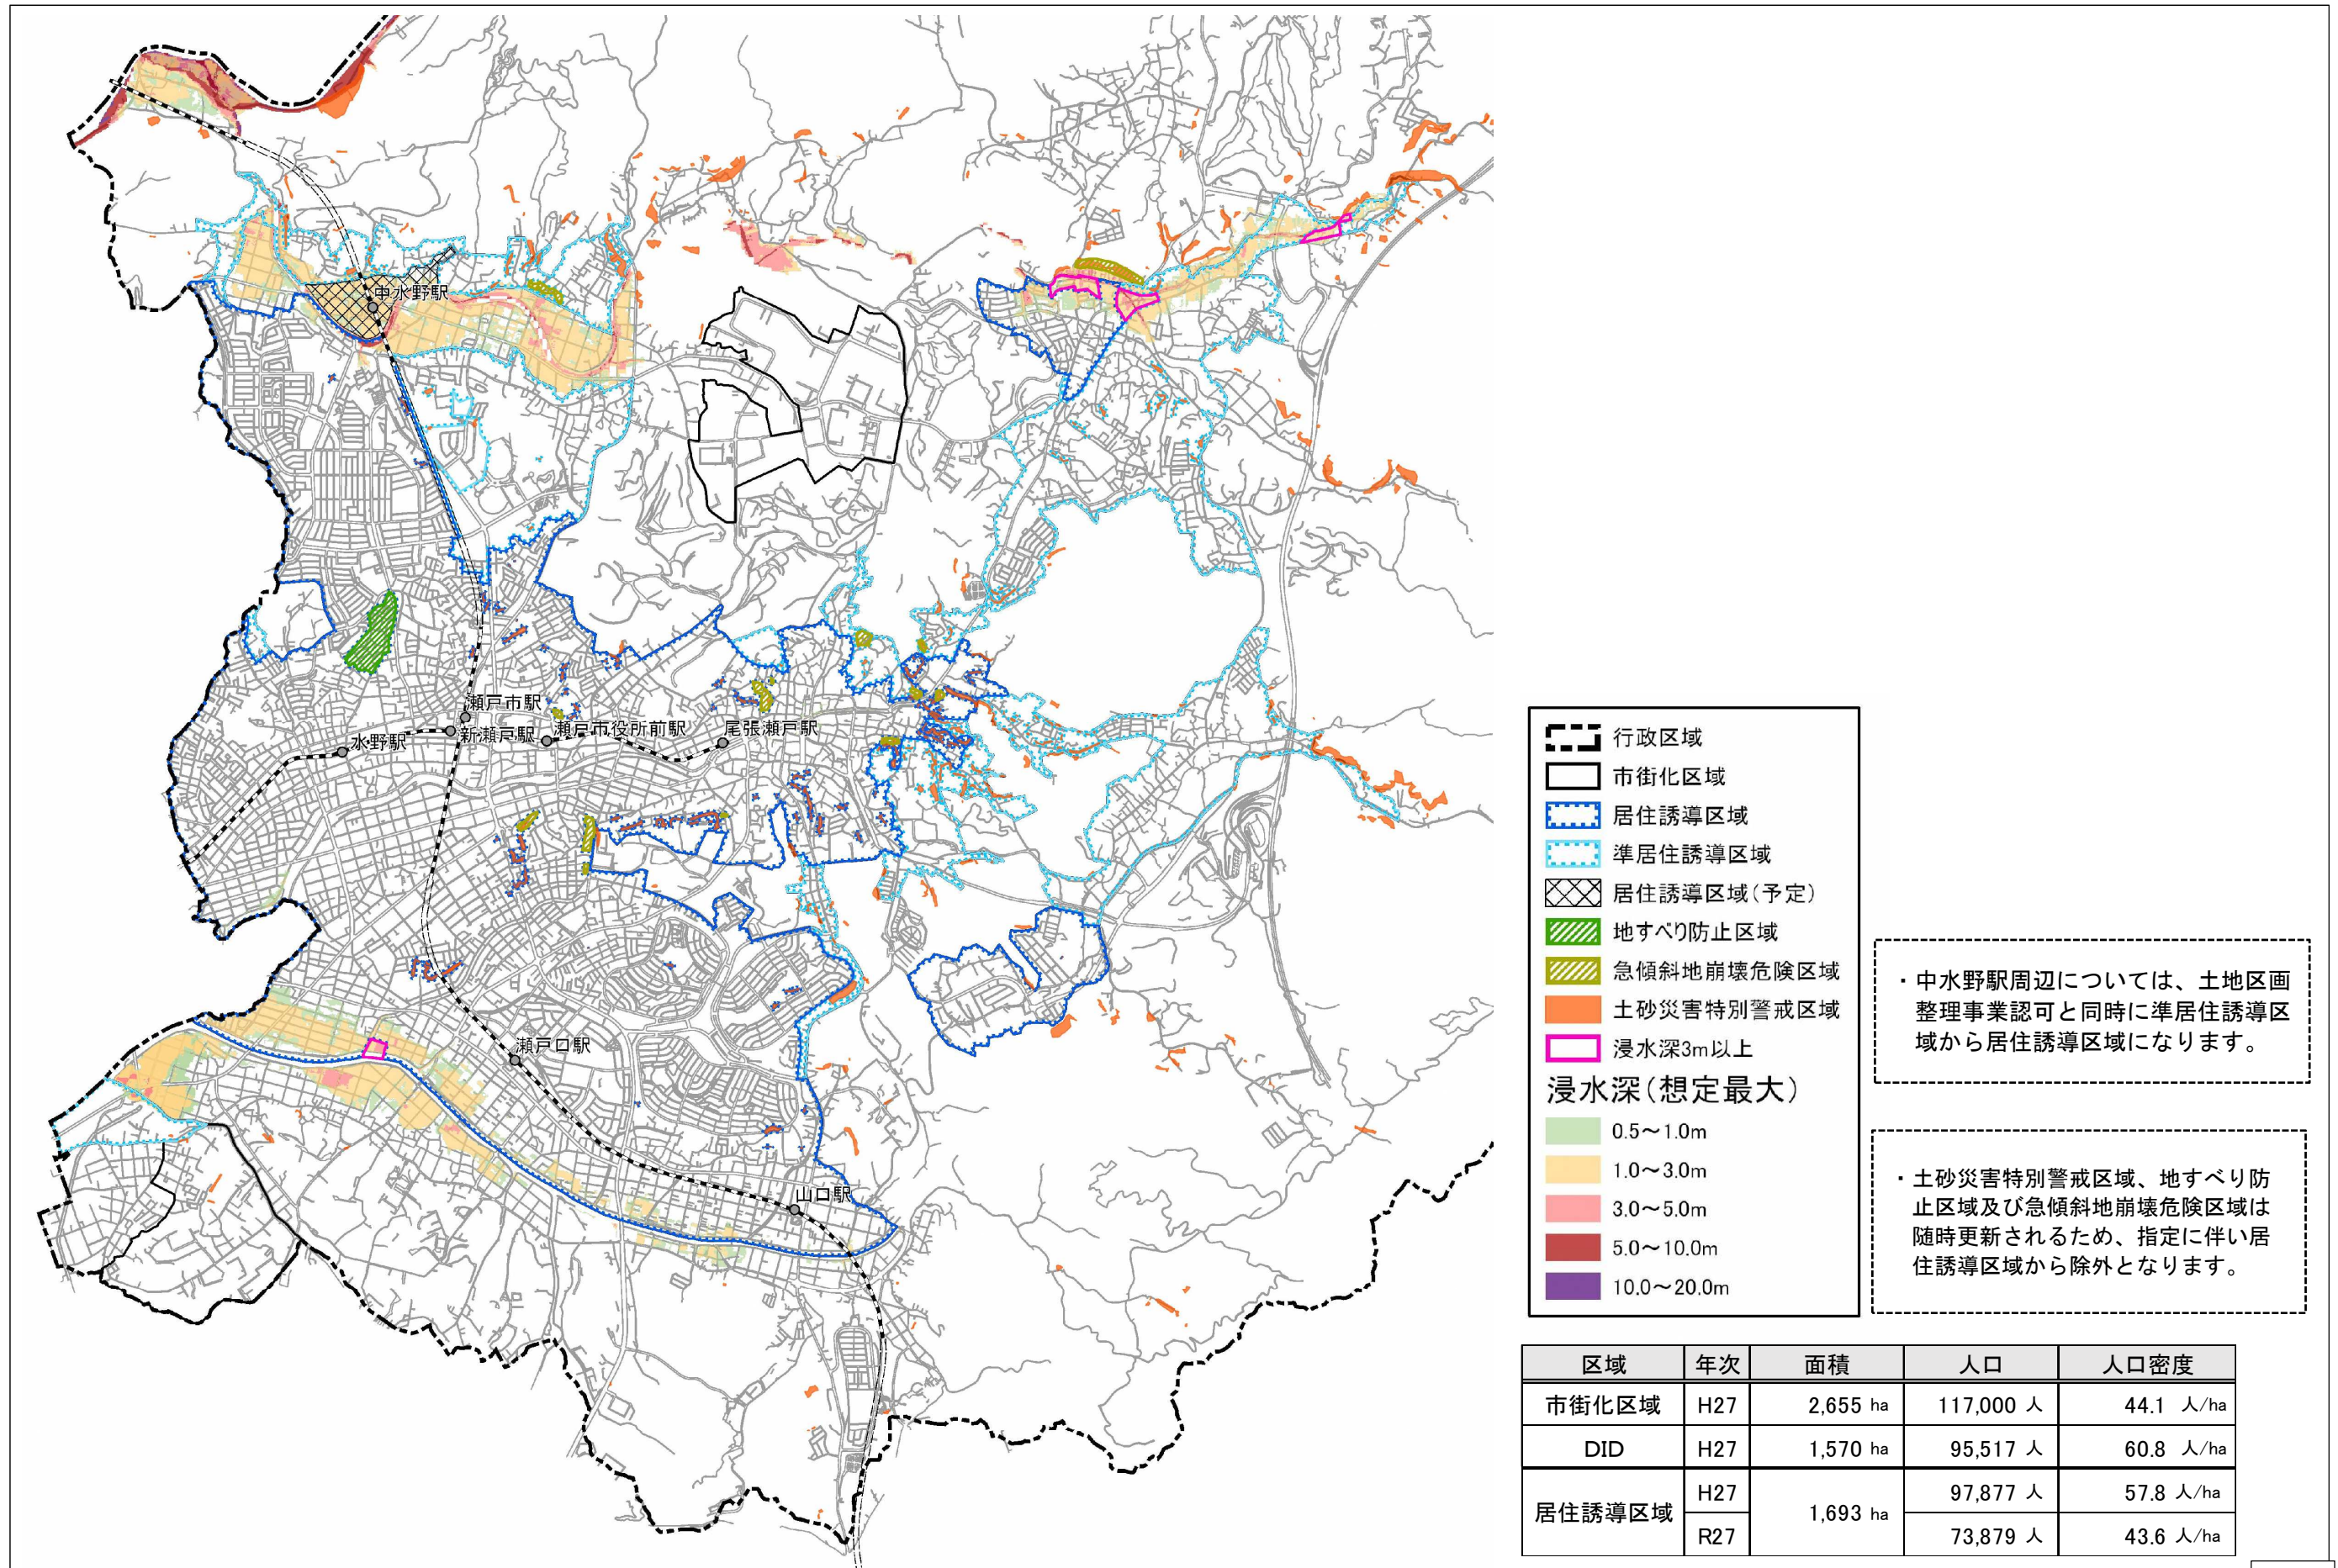 中水野駅
瀬戸市駅
水野駅
新瀬戸駅
瀬戸市役所前駅
尾張瀬戸駅
瀬戸口駅
山口駅
行政区域
市街化区域
居住誘導区域
準居住誘導区域
居住誘導区域(予定)
地すべり防止区域
急傾斜地崩壊危険区域
土砂災害特別警戒区域
浸水深3m以上
浸水深(想定最大)
0.5～1.0m
1.0～3.0m
3.0～5.0m
5.0～10.0m
10.0～20.0m
・中水野駅周辺については、土地区画
整理事業認可と同時に準居住誘導区
域から居住誘導区域になります。
・土砂災害特別警戒区域、地すべり防
止区域及び急傾斜地崩壊危険区域は
随時更新されるため、指定に伴い居
住誘導区域から除外となります。
区域 年次 面積 人口 人口密度
市街化区域 H27 2,655 ha 117,000 人 44.1 人/ha
DID H27 1,570 ha 95,517 人 60.8 人/ha
居住誘導区域 H27 1,693 ha 97,877 人 57.8 人/ha
R27 73,879 人 43.6 人/ha